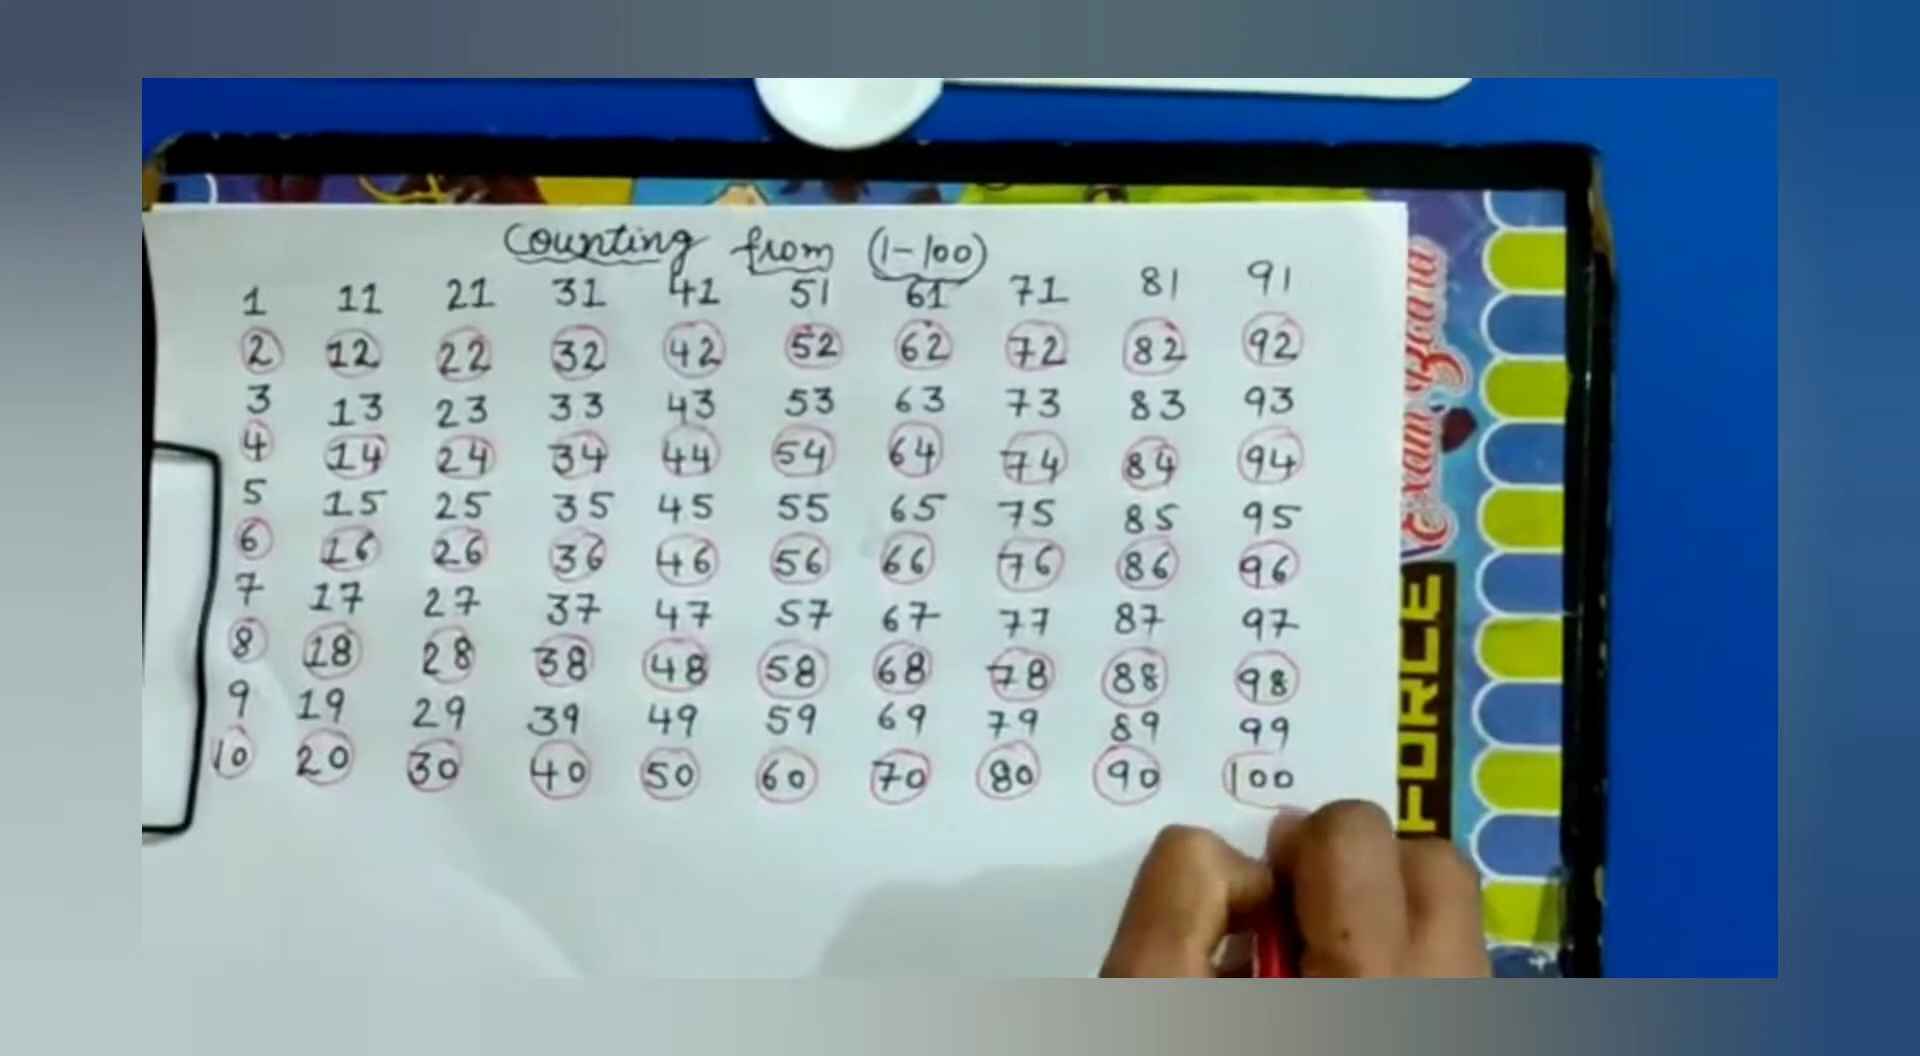 Counting from (1-100)
1 11 21 31 41 51 61 71 81 91
2 12 22 32 42 52 62 72 82 92
3 13 23 33 43 53 63 73 83 93
4 14 24 34 44 54 64 74 84 94
5 15 25 35 45 55 65 75 85 95
6 16 26 36 46 56 66 76 86 96
7 17 27 37 47 57 67 77 87 97
8 18 28 38 48 58 68 78 88 98
9 19 29 39 49 59 69 79 89 99
10 20 30 40 50 60 70 80 90 100
Exam Board
FORCE